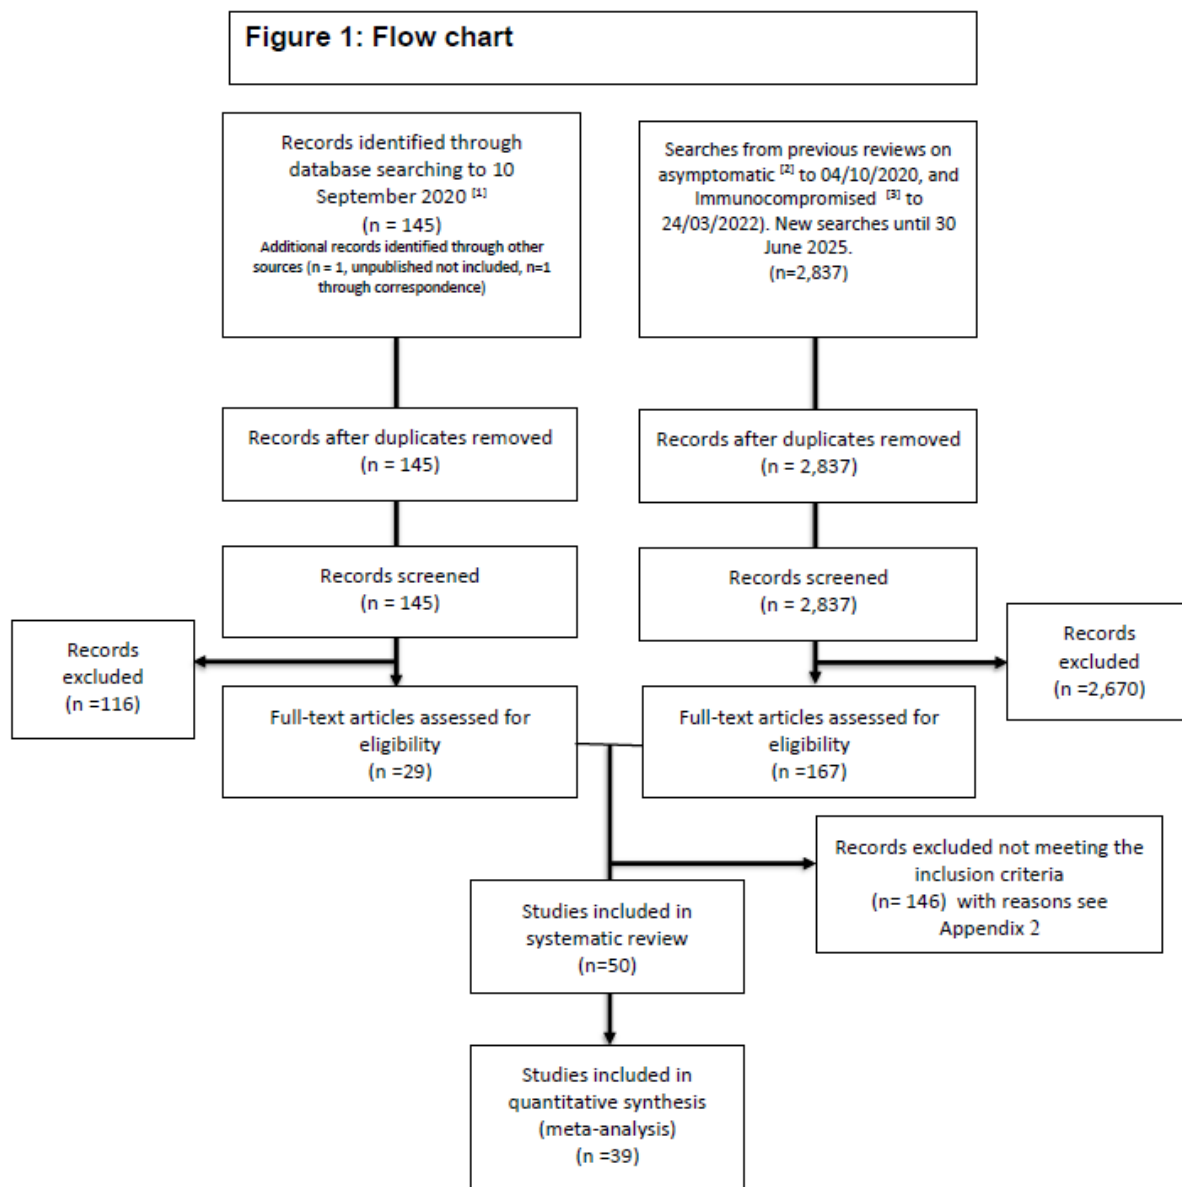 Figure 1: Flow chart
Records identified through
database searching to 10
September 2020 [1]
(n = 145)
Additional records identified through other
sources (n = 1, unpublished not included, n=1
through correspondence)
Searches from previous reviews on
asymptomatic [2] to 04/10/2020, and
Immunocompromised [3] to
24/03/2022). New searches until 30
June 2025.
(n=2,837)
Records after duplicates removed
(n = 145)
Records after duplicates removed
(n = 2,837)
Records screened
(n = 145)
Records screened
(n = 2,837)
Records
excluded
(n =116)
Records
excluded
(n =2,670)
Full-text articles assessed for
eligibility
(n =29)
Full-text articles assessed for
eligibility
(n =167)
Records excluded not meeting the
inclusion criteria
(n= 146) with reasons see
Appendix 2
Studies included in
systematic review
(n=50)
Studies included in
quantitative synthesis
(meta-analysis)
(n =39)